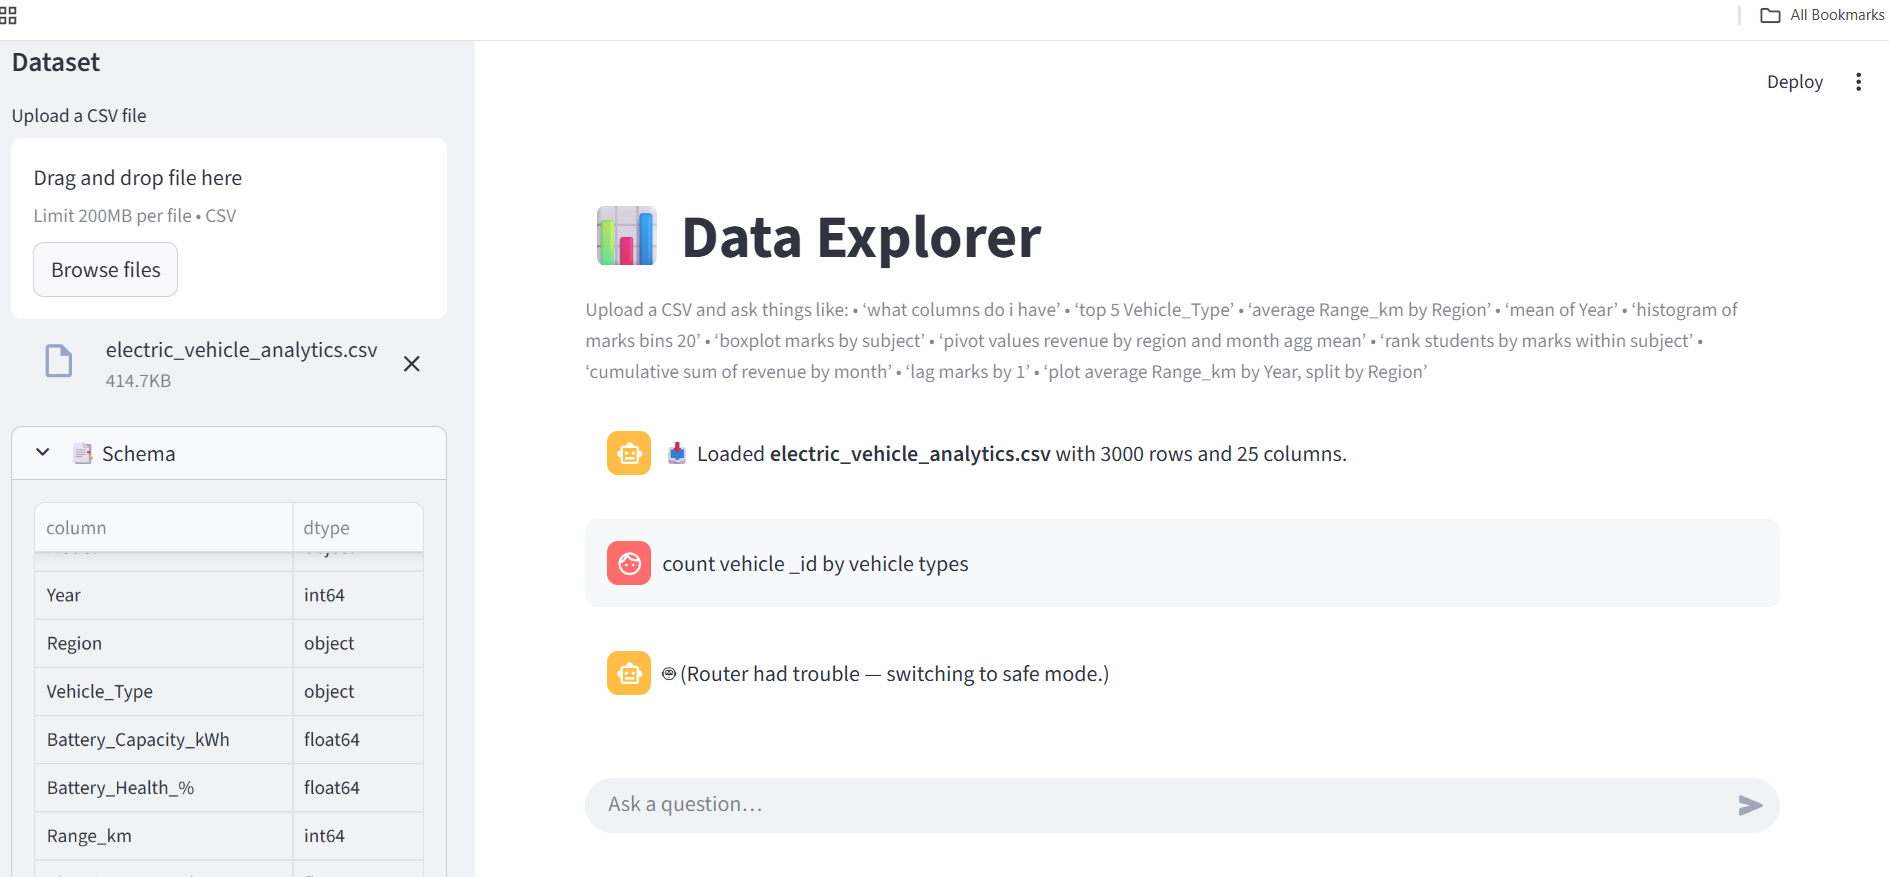 All Bookmarks
Dataset
Upload a CSV file
Drag and drop file here
Limit 200MB per file • CSV
Browse files
electric_vehicle_analytics.csv
414.7KB
Schema
column dtype
Year int64
Region object
Vehicle_Type object
Battery_Capacity_kWh float64
Battery_Health_% float64
Range_km int64
Deploy
Data Explorer
Upload a CSV and ask things like: • ‘what columns do i have’ • ‘top 5 Vehicle_Type’ • ‘average Range_km by Region’ • ‘mean of Year’ • ‘histogram of
marks bins 20’ • ‘boxplot marks by subject’ • ‘pivot values revenue by region and month agg mean’ • ‘rank students by marks within subject’ •
‘cumulative sum of revenue by month’ • ‘lag marks by 1’ • ‘plot average Range_km by Year, split by Region’
Loaded electric_vehicle_analytics.csv with 3000 rows and 25 columns.
count vehicle _id by vehicle types
(Router had trouble — switching to safe mode.)
Ask a question…